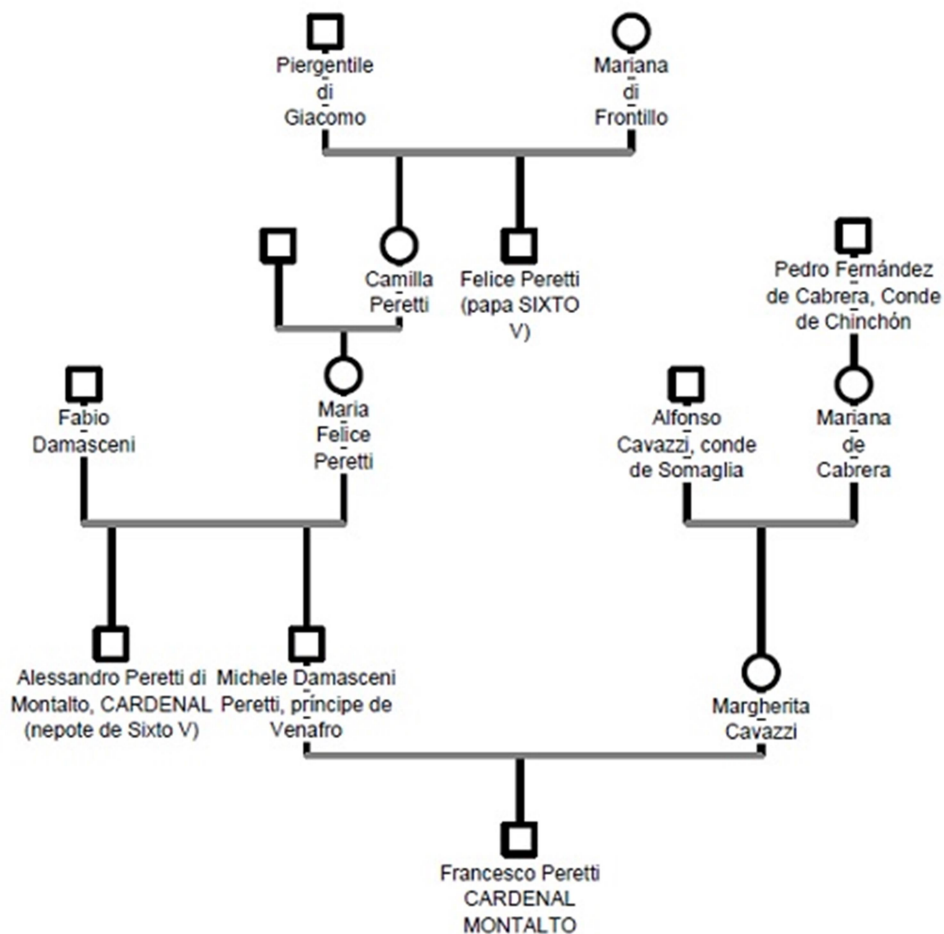 Piergentile
di
Giacomo
Mariana
di
Frontillo
Camilla
Peretti
Felice Peretti
(papa SIXTO
V)
Pedro Fernández
de Cabrera, Conde
de Chinchón
Fabio
Damasceni
Maria
Felice
Peretti
Alfonso
Cavazzi, conde
de Somaglia
Mariana
de
Cabrera
Alessandro Peretti di
Montalto, CARDENAL
(nepote de Sixto V)
Michele Damasceni
Peretti, príncipe de
Venafro
Margherita
Cavazzi
Francesco Peretti
CARDENAL
MONTALTO